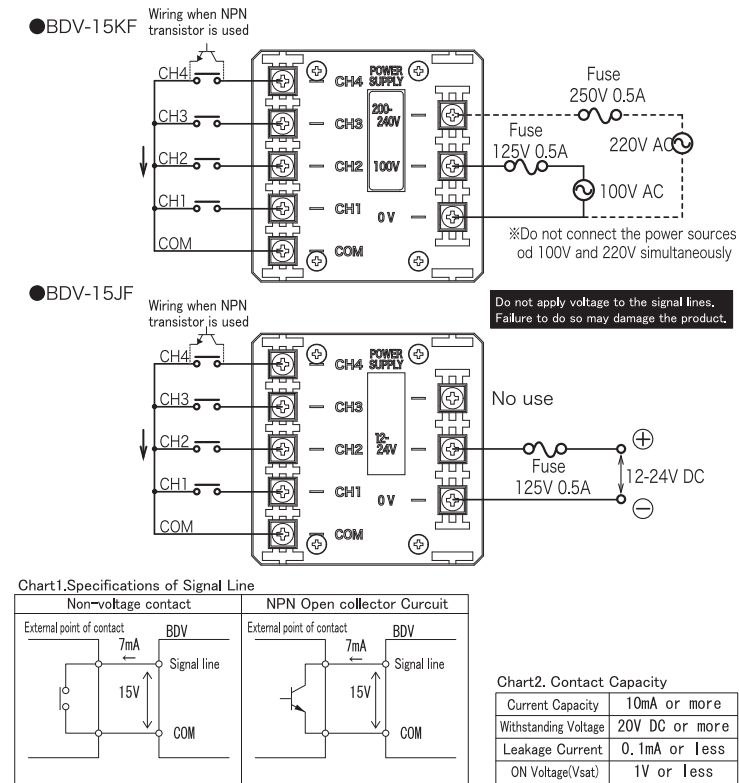 ●BDV-15KF
Wiring when NPN
transistor is used
CH4
CH3
CH2
CH1
COM
CH4
CH3
CH2
CH1
COM
POWER
SUPPLY
200-
240V
100V
0 V
Fuse
250V 0.5A
Fuse
125V 0.5A
220V AC
100V AC
※Do not connect the power sources
od 100V and 220V simultaneously
●BDV-15JF
Wiring when NPN
transistor is used
Do not apply voltage to the signal lines.
Failure to do so may damage the product.
CH4
CH3
CH2
CH1
COM
CH4
CH3
CH2
CH1
COM
POWER
SUPPLY
12-
24V
0 V
No use
Fuse
125V 0.5A
+
12-24V DC
−
Chart1.Specifications of Signal Line
Non-voltage contact
NPN Open collector Curcuit
External point of contact
BDV
7mA
←
Signal line
15V
COM
External point of contact
BDV
7mA
←
Signal line
15V
COM
Chart2. Contact Capacity
Current Capacity 10mA or more
Withstanding Voltage 20V DC or more
Leakage Current 0.1mA or less
ON Voltage(Vsat) 1V or less